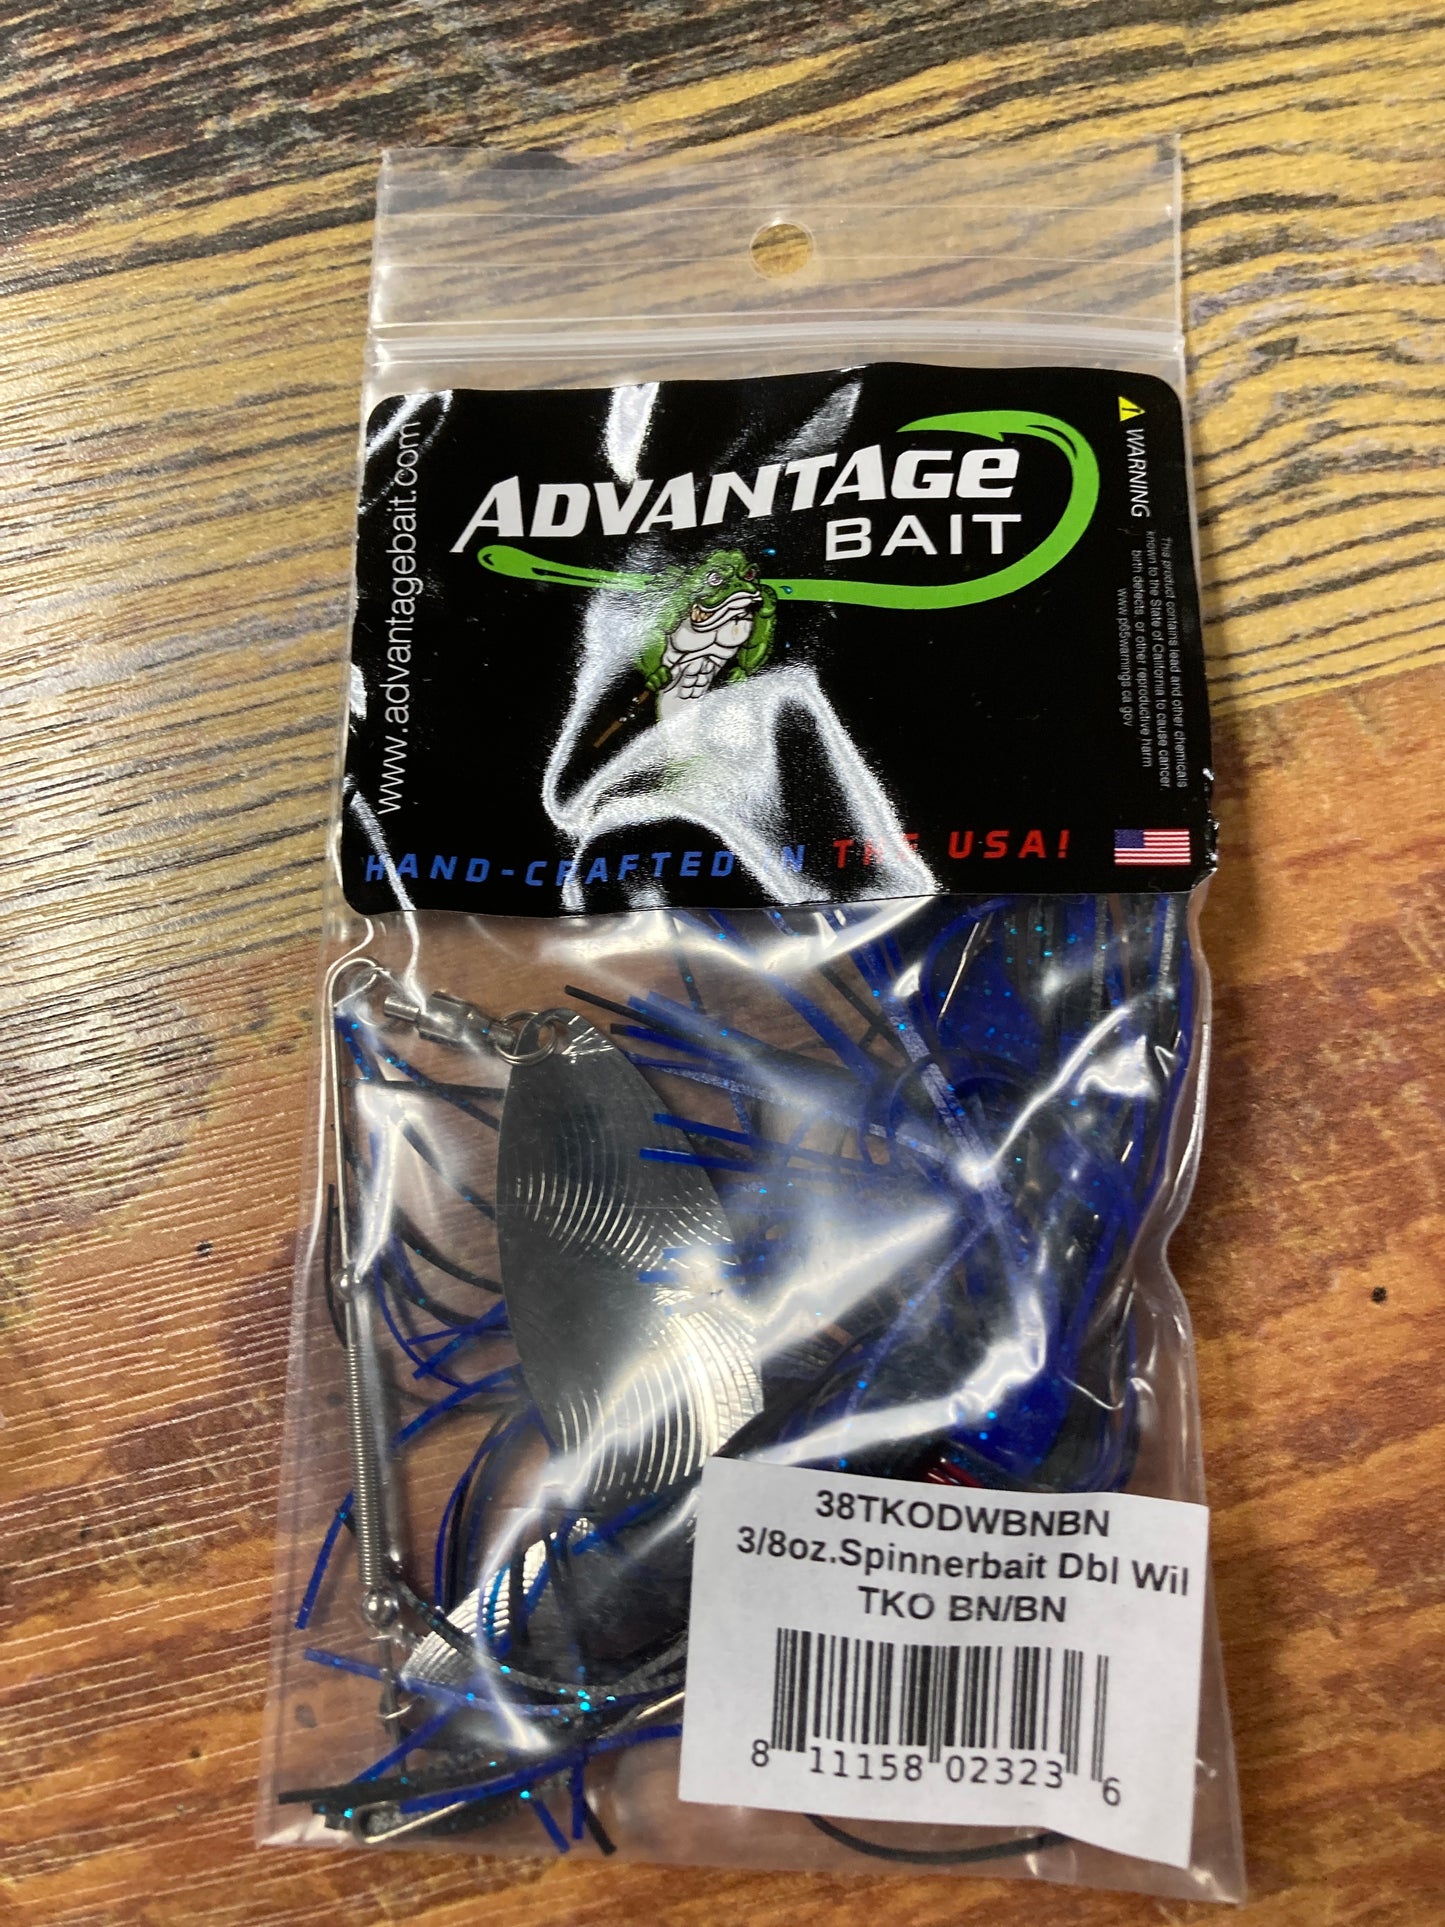 ADVANTAGE
BAIT
www.advantagebait.com
⚠ WARNING
This product contains lead and other chemicals
known to the State of California to cause cancer
birth defects or other reproductive harm
www.p65warnings.ca.gov
HAND-CRAFTED IN THE USA!
38TKODWBNBN
3/8oz.Spinnerbait Dbl Wil
TKO BN/BN
8 11158 02323 6